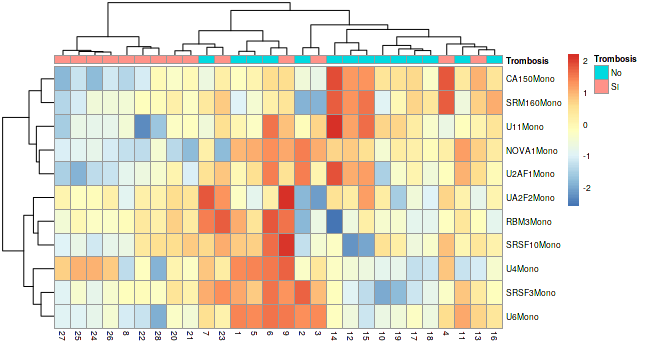 Trombosis
Trombosis
No
SI
2
1
0
-1
-2
CA150Mono
SRM160Mono
U11Mono
NOVA1Mono
U2AF1Mono
UA2F2Mono
RBM3Mono
SRSF10Mono
U4Mono
SRSF3Mono
U6Mono
27 25 24 26 8 22 28 20 21 7 23 1 5 6 9 2 3 14 12 15 10 19 17 18 4 11 13 16